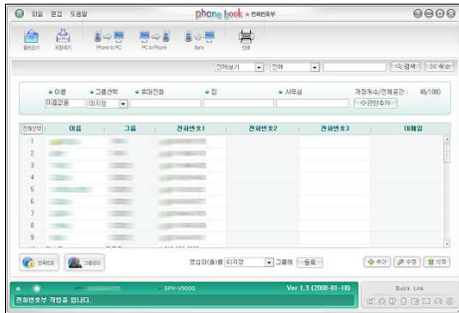 파일 편집 도움말
phone book 전화번호부
불러오기 저장하기 Phone to PC PC to Phone Sync 인쇄
전체보기 전체 검색 취소
이름 그룹선택 휴대전화 집 사무실 저장개수/전체공간 : 45/1000
이름없음 미지정 간단추가
전체선택 이름 그룹 전화번호1 전화번호2 전화번호3 이메일
1
2
3
4
5
6
7
8
9
전화번호 그룹관리 미지정 그룹에 등록 추가 수정 삭제
SPH-V9000 Ver 1.3 (2008-01-18) Quick Link
전화번호부 작업중 입니다.